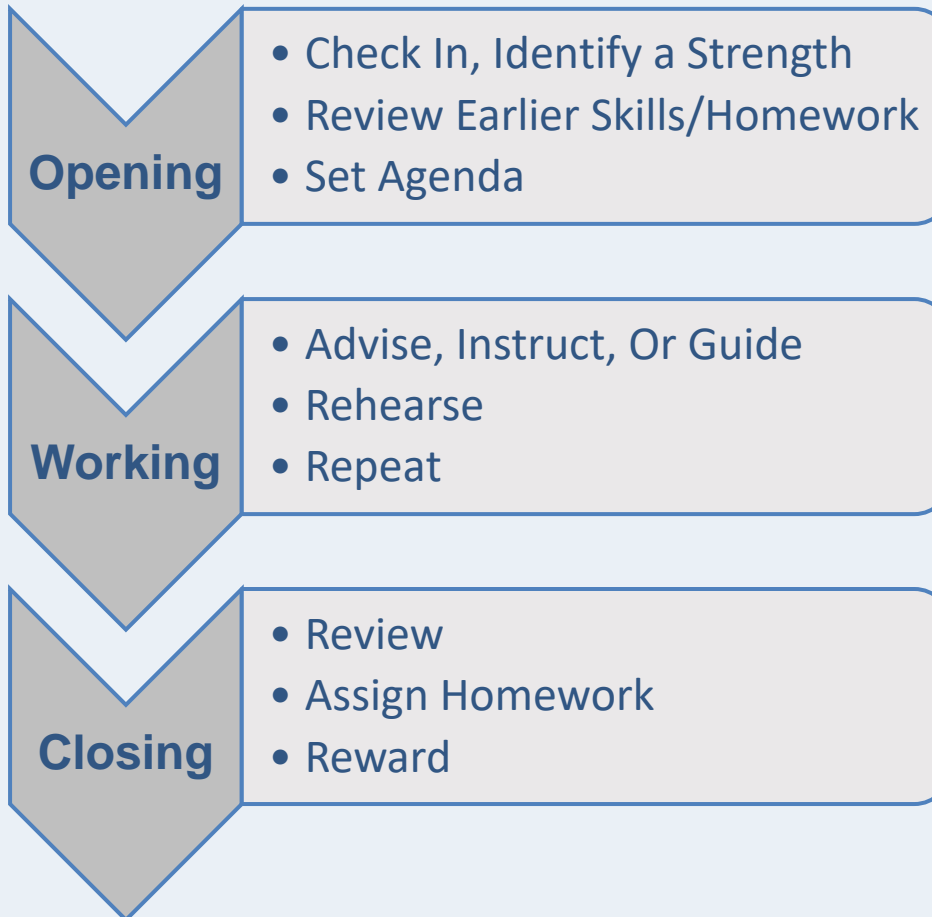 Opening
• Check In, Identify a Strength
• Review Earlier Skills/Homework
• Set Agenda
Working
• Advise, Instruct, Or Guide
• Rehearse
• Repeat
Closing
• Review
• Assign Homework
• Reward